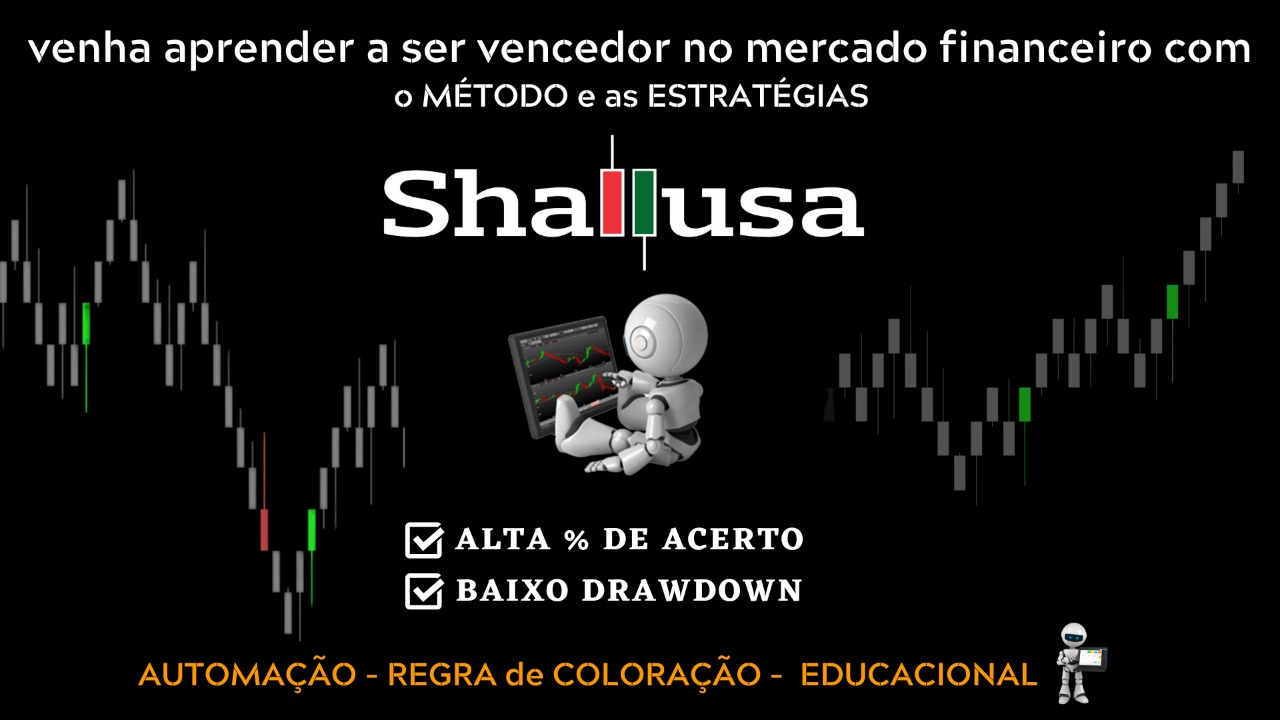 venha aprender a ser vencedor no mercado financeiro com
o MÉTODO e as ESTRATÉGIAS
Shallusa
ALTA % DE ACERTO
BAIXO DRAWDOWN
AUTOMAÇÃO - REGRA de COLORAÇÃO - EDUCACIONAL